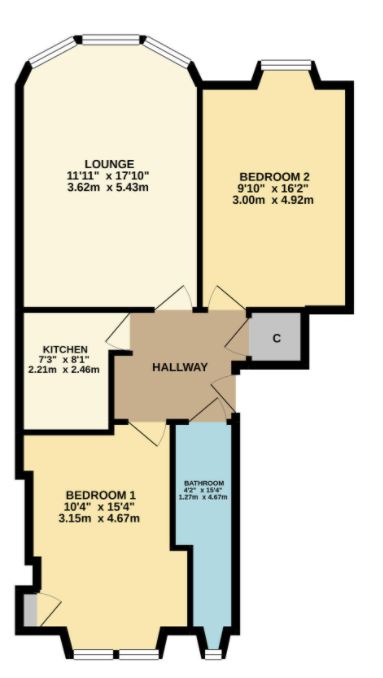 LOUNGE
11'11" x 17'10"
3.62m x 5.43m
BEDROOM 2
9'10" x 16'2"
3.00m x 4.92m
KITCHEN
7'3" x 8'1"
2.21m x 2.46m
C
HALLWAY
BATHROOM
4'2" x 15'4"
1.27m x 4.67m
BEDROOM 1
10'4" x 15'4"
3.15m x 4.67m